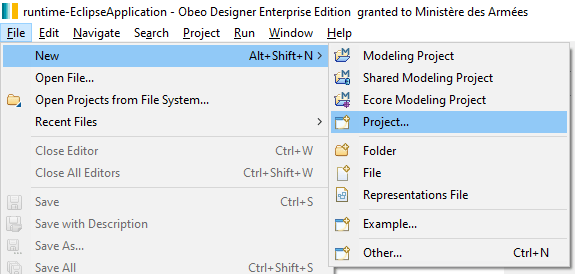 runtime-EclipseApplication - Obeo Designer Enterprise Edition granted to Ministère des Armées
File Edit Navigate Search Project Run Window Help
New Alt+Shift+N >
Open File...
Open Projects from File System...
Recent Files >
Close Editor Ctrl+W
Close All Editors Ctrl+Shift+W
Save Ctrl+S
Save with Description
Save As...
Save All Ctrl+Shift+S
Modeling Project
Shared Modeling Project
Ecore Modeling Project
Project...
Folder
File
Representations File
Example...
Other... Ctrl+N